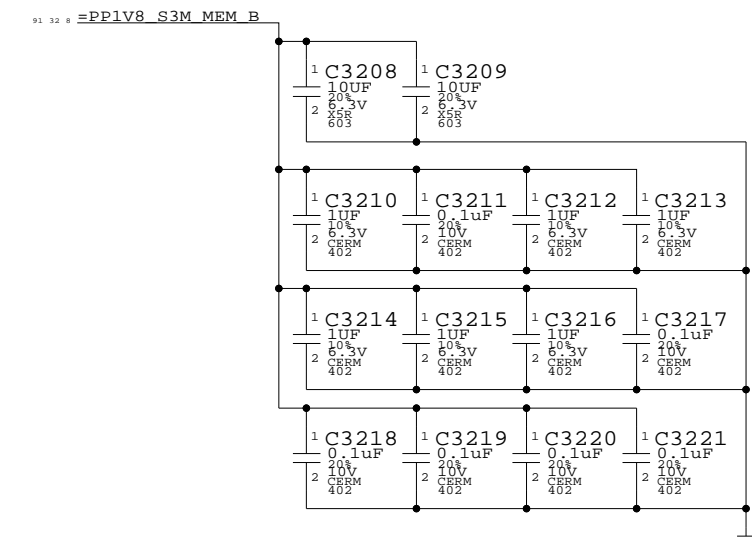 91 32 8 =PP1V8_S3M_MEM_B
1 C3208 1 C3209
10UF 10UF
20% 20%
6.3V 6.3V
2 X5R 2 X5R
603 603
1 C3210 1 C3211 1 C3212 1 C3213
1UF 0.1uF 1UF 1UF
10% 20% 10% 10%
6.3V 10V 6.3V 6.3V
2 CERM 2 CERM 2 CERM 2 CERM
402 402 402 402
1 C3214 1 C3215 1 C3216 1 C3217
1UF 1UF 1UF 0.1uF
10% 10% 10% 20%
6.3V 6.3V 6.3V 10V
2 CERM 2 CERM 2 CERM 2 CERM
402 402 402 402
1 C3218 1 C3219 1 C3220 1 C3221
0.1uF 0.1uF 0.1uF 0.1uF
20% 20% 20% 20%
10V 10V 10V 10V
2 CERM 2 CERM 2 CERM 2 CERM
402 402 402 402